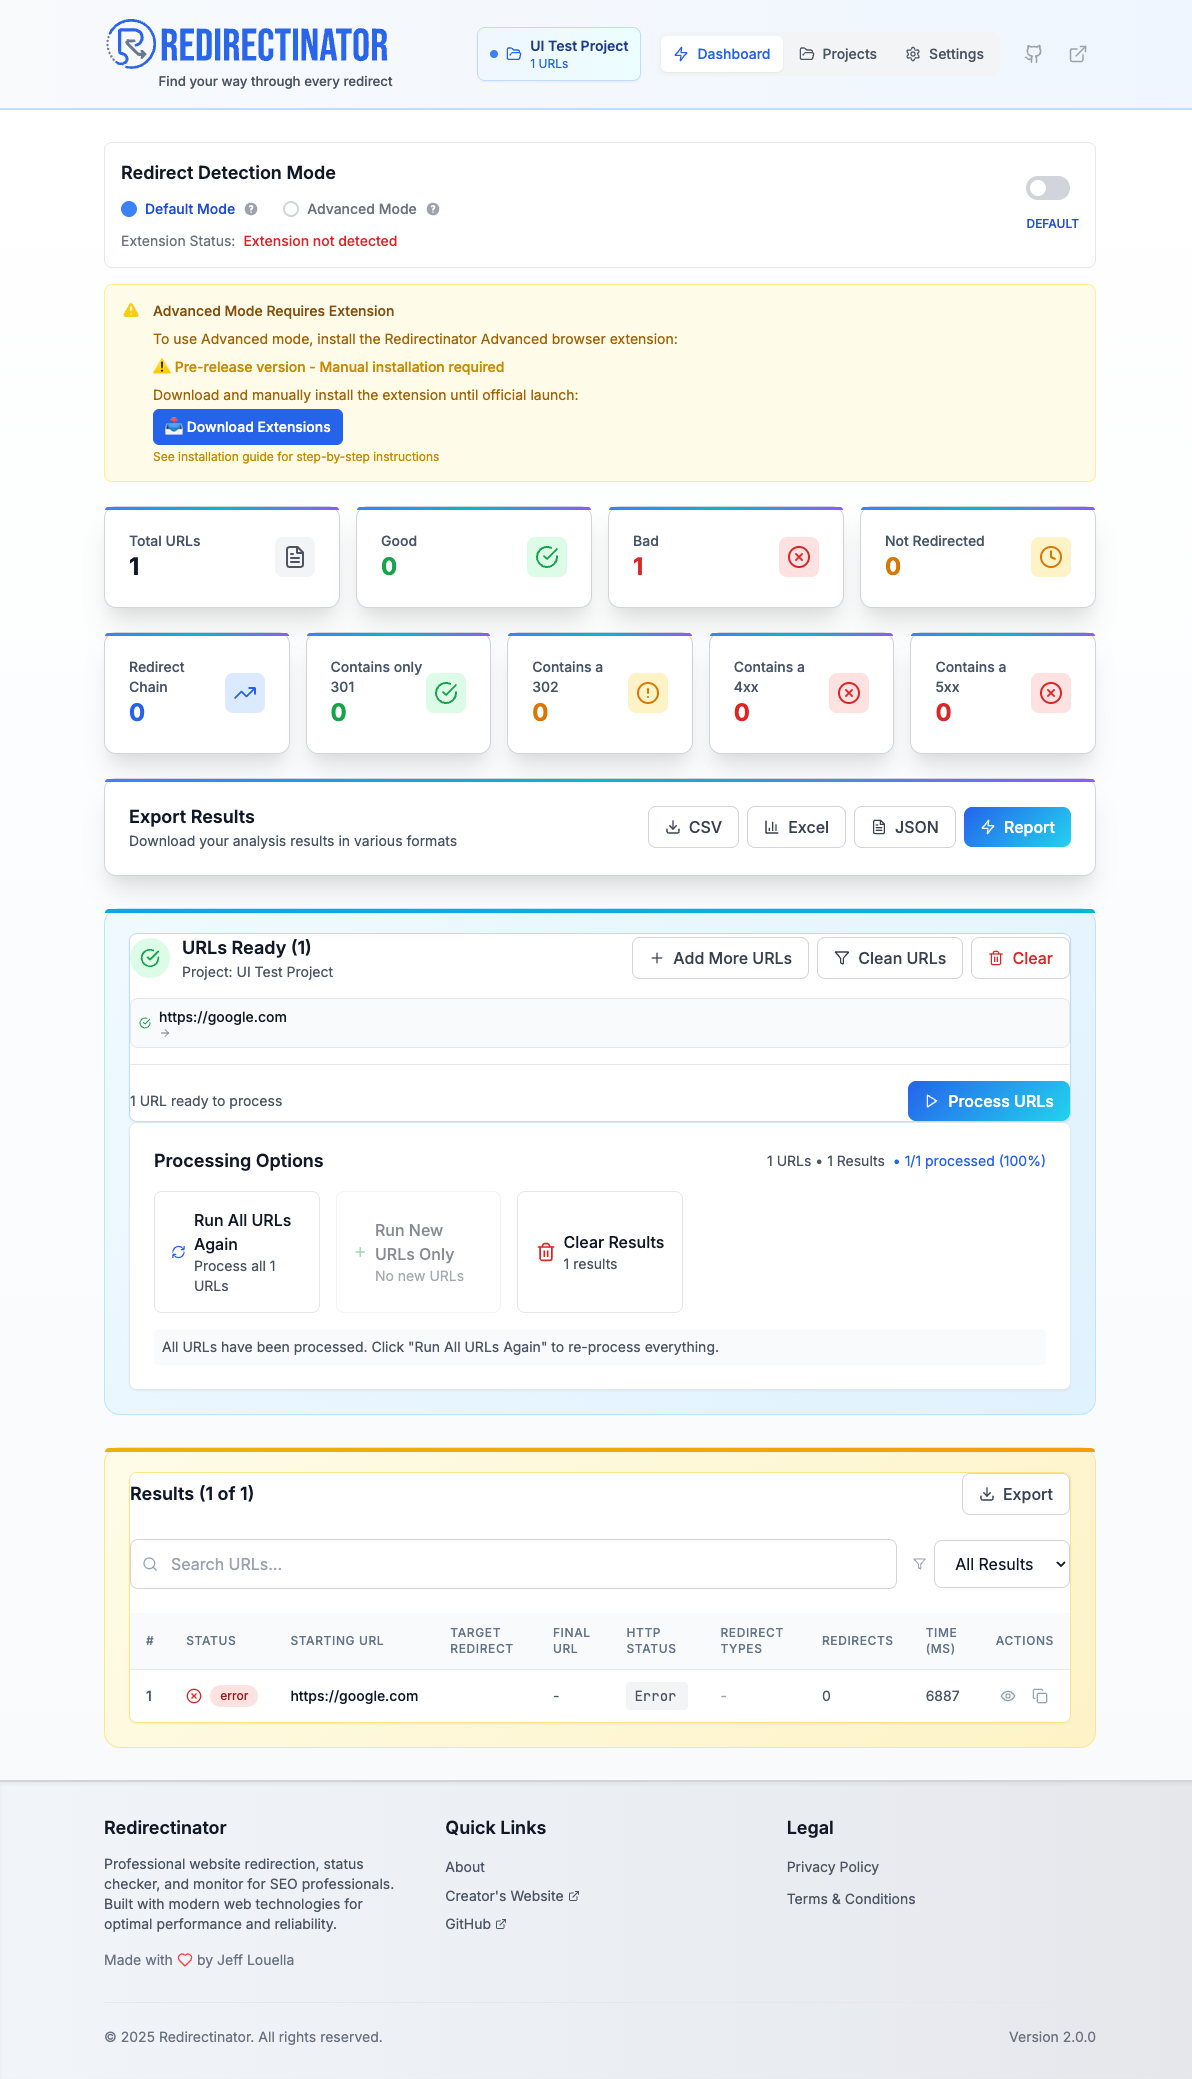 REDIRECTINATOR
Find your way through every redirect
UI Test Project
1 URLs
Dashboard
Projects
Settings
Redirect Detection Mode
Default Mode ?
Advanced Mode ?
Extension Status: Extension not detected
DEFAULT
Advanced Mode Requires Extension
To use Advanced mode, install the Redirectinator Advanced browser extension:
⚠️ Pre-release version - Manual installation required
Download and manually install the extension until official launch:
📥 Download Extensions
See installation guide for step-by-step instructions
Total URLs
1
Good
0
Bad
1
Not Redirected
0
Redirect
Chain
0
Contains only
301
0
Contains a
302
0
Contains a
4xx
0
Contains a
5xx
0
Export Results
Download your analysis results in various formats
CSV
Excel
JSON
Report
URLs Ready (1)
Project: UI Test Project
Add More URLs
Clean URLs
Clear
https://google.com
→
1 URL ready to process
Process URLs
Processing Options
1 URLs • 1 Results • 1/1 processed (100%)
Run All URLs
Again
Process all 1
URLs
Run New
URLs Only
No new URLs
Clear Results
1 results
All URLs have been processed. Click "Run All URLs Again" to re-process everything.
Results (1 of 1)
Export
Search URLs...
All Results
# STATUS STARTING URL TARGET REDIRECT FINAL URL HTTP STATUS REDIRECT TYPES REDIRECTS TIME (MS) ACTIONS
1 error https://google.com - Error - 0 6887
Redirectinator
Professional website redirection, status
checker, and monitor for SEO professionals.
Built with modern web technologies for
optimal performance and reliability.
Made with ♡ by Jeff Louella
Quick Links
About
Creator's Website
GitHub
Legal
Privacy Policy
Terms & Conditions
© 2025 Redirectinator. All rights reserved.
Version 2.0.0